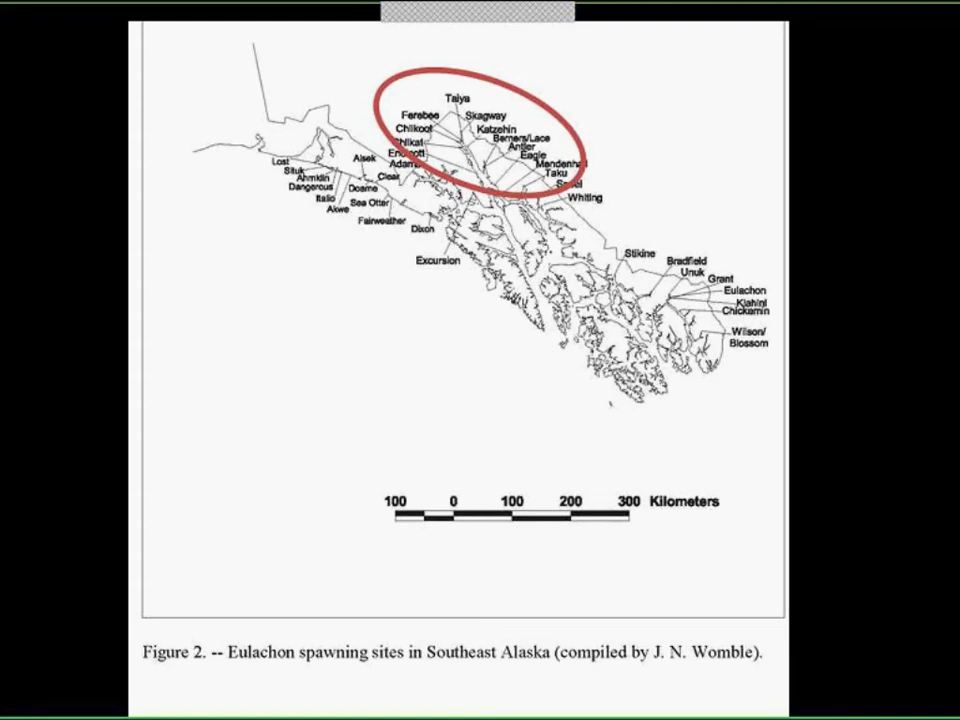 Taiya
Ferebee
Skagway
Chilkoot
Katzehin
Chilkat
Berners/Lace
Antler
Endicott
Eagle
Adams
Mendenhall
Taku
Lost
Alsek
Situk
Clear
Ahrnklin
Dangerous
Doame
Italio
Sea Otter
Akwe
Fairweather
Dixon
Whiting
Excursion
Stikine
Bradfield
Unuk
Grant
Eulachon
Klahini
Chickamin
Wilson/
Blossom
100 0 100 200 300 Kilometers
Figure 2. -- Eulachon spawning sites in Southeast Alaska (compiled by J. N. Womble).